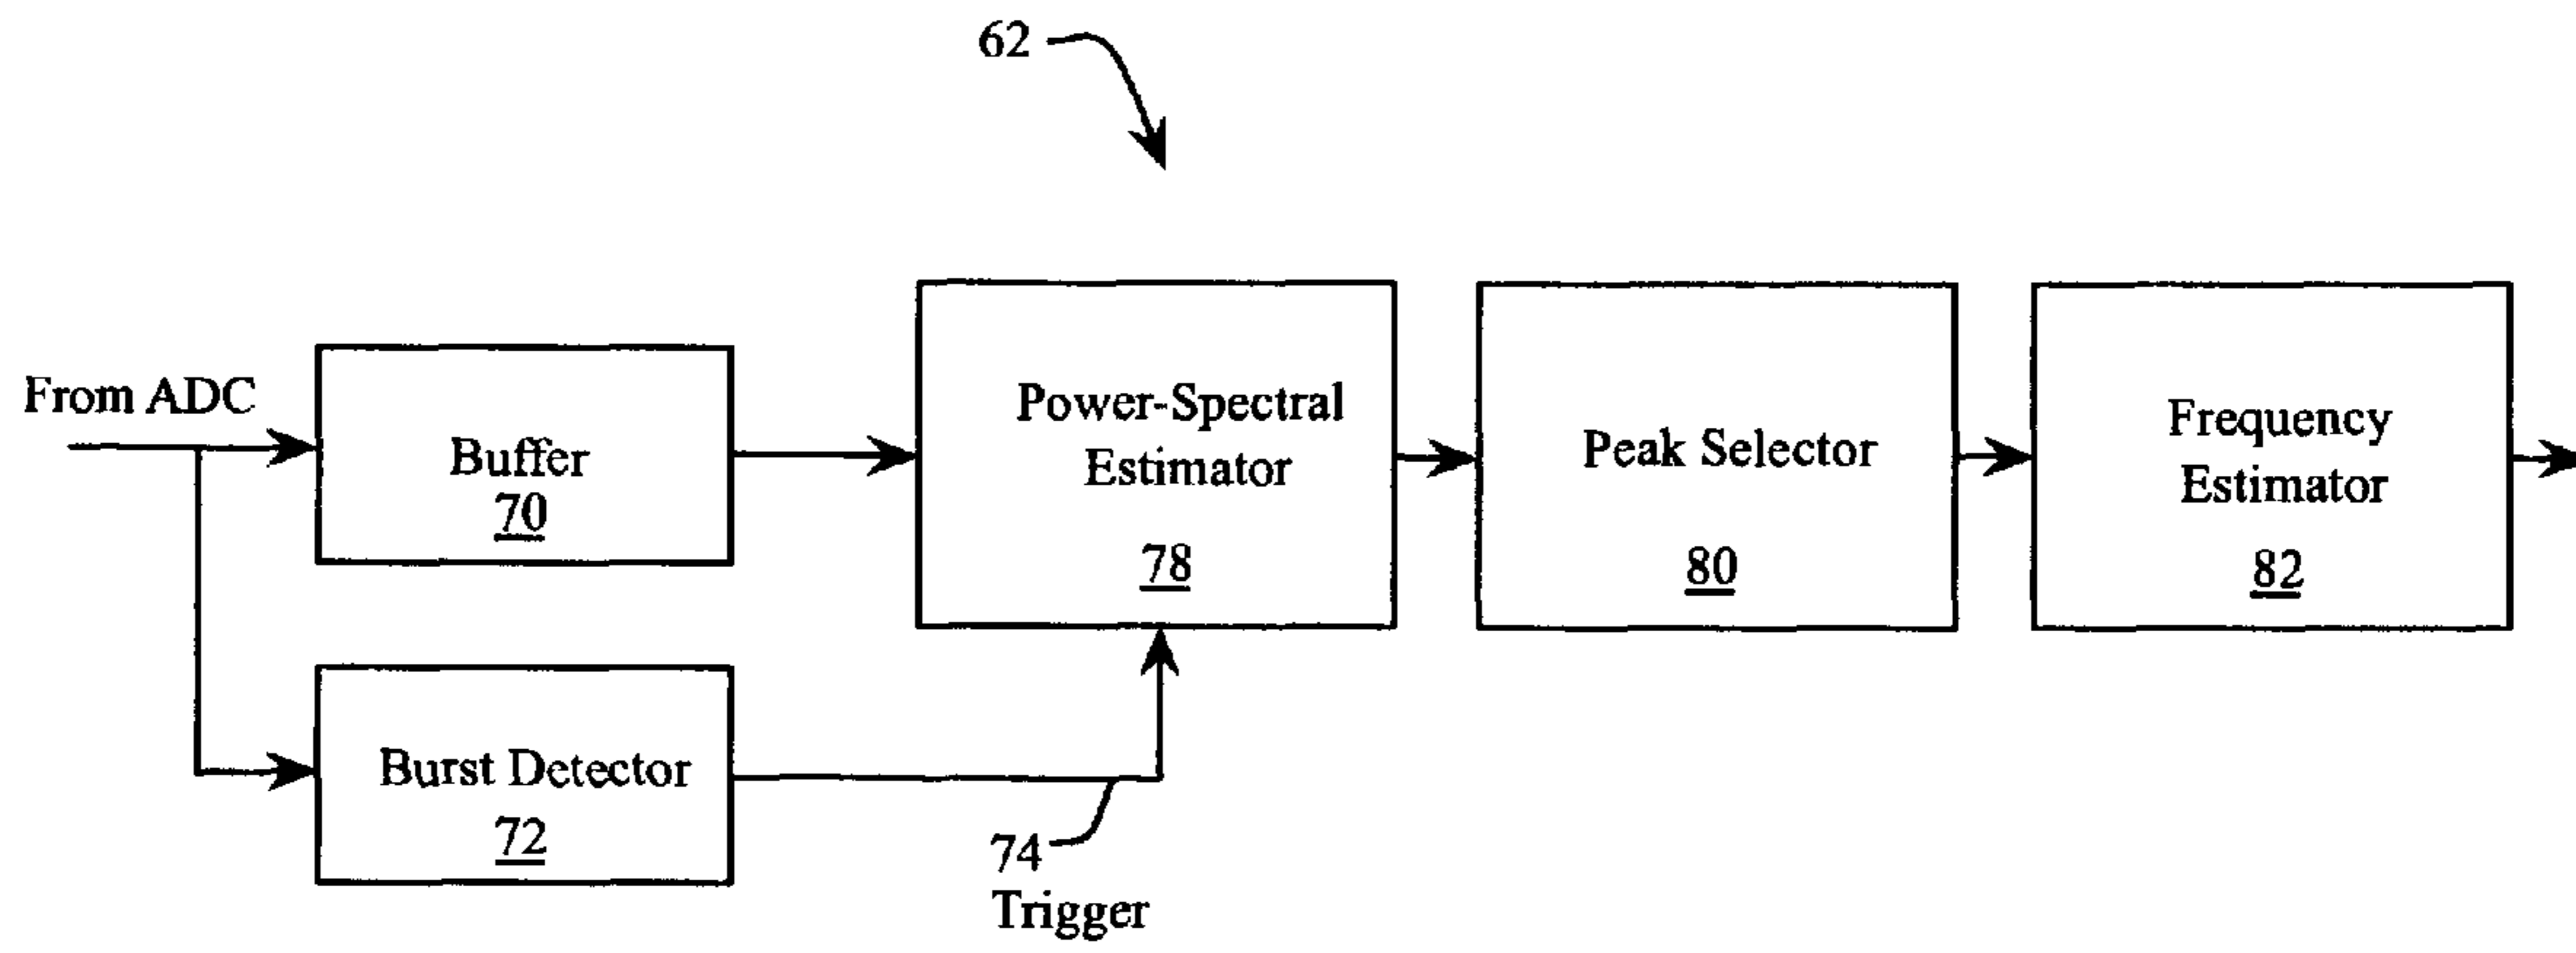 62
From ADC
Buffer
70
Power-Spectral
Estimator
78
Peak Selector
80
Frequency
Estimator
82
Burst Detector
72
74
Trigger